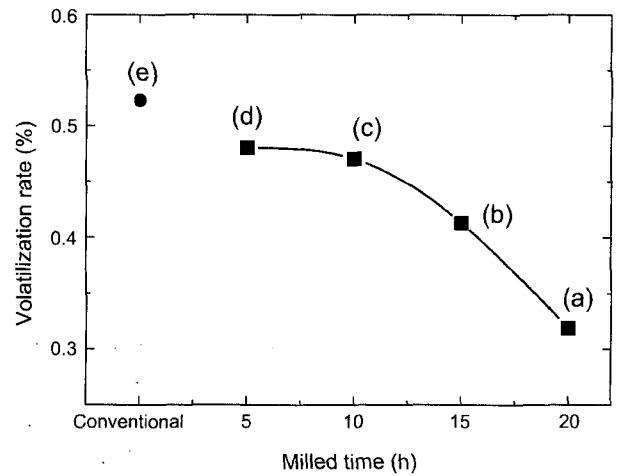 0.6
(e)
(d)
(c)
0.5
(b)
0.4
(a)
0.3
Volatilization rate (%)
Conventional 5 10 15 20
Milled time (h)